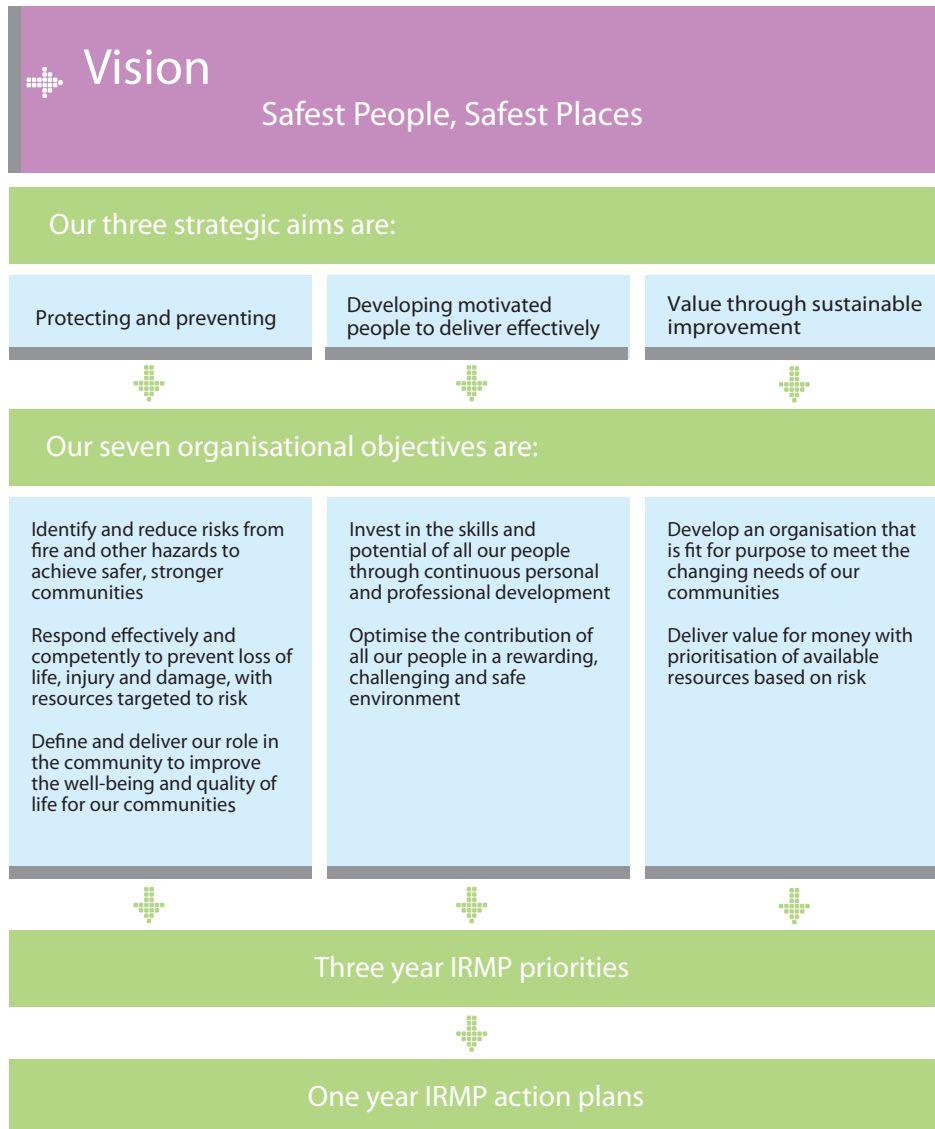 Vision
Safest People, Safest Places
Our three strategic aims are:
Protecting and preventing
Developing motivated
people to deliver effectively
Value through sustainable
improvement
Our seven organisational objectives are:
Identify and reduce risks from
fire and other hazards to
achieve safer, stronger
communities
Respond effectively and
competently to prevent loss of
life, injury and damage, with
resources targeted to risk
Define and deliver our role in
the community to improve
the well-being and quality of
life for our communities
Invest in the skills and
potential of all our people
through continuous personal
and professional development
Optimise the contribution of
all our people in a rewarding,
challenging and safe
environment
Develop an organisation that
is fit for purpose to meet the
changing needs of our
communities
Deliver value for money with
prioritisation of available
resources based on risk
Three year IRMP priorities
One year IRMP action plans